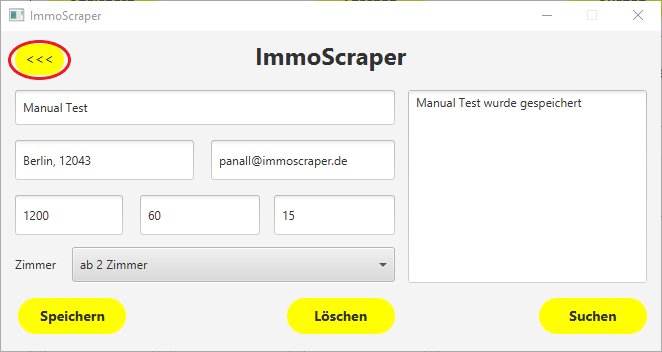 ImmoScraper
<<<
ImmoScraper
Manual Test
Manual Test wurde gespeichert
Berlin, 12043
panall@immoscraper.de
1200
60
15
Zimmer
ab 2 Zimmer
Speichern
Löschen
Suchen